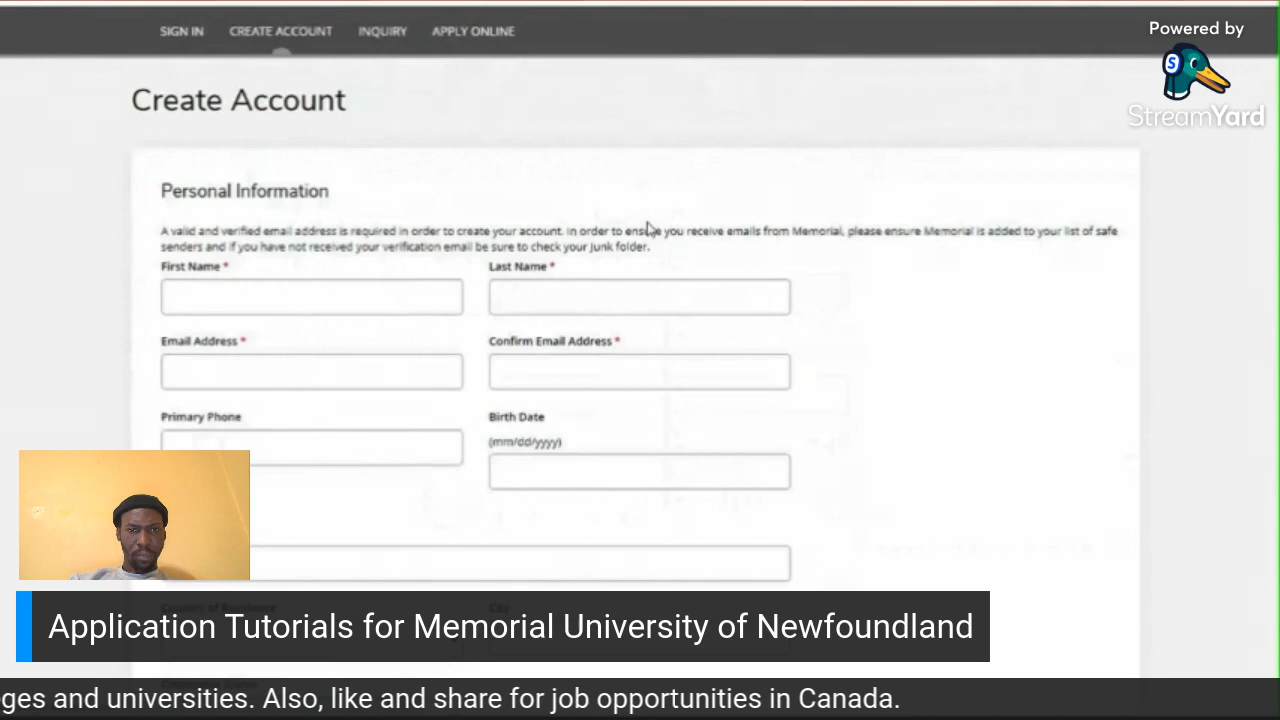 SIGN IN CREATE ACCOUNT INQUIRY APPLY ONLINE
Powered by
S
StreamYard
Create Account
Personal Information
A valid and verified email address is required in order to create your account. In order to ensure you receive emails from Memorial, please ensure Memorial is added to your list of safe
senders and if you have not received your verification email be sure to check your Junk folder.
First Name * Last Name *
Email Address * Confirm Email Address *
Primary Phone Birth Date
(mm/dd/yyyy)
Country of Residence City
Application Tutorials for Memorial University of Newfoundland
ges and universities. Also, like and share for job opportunities in Canada.